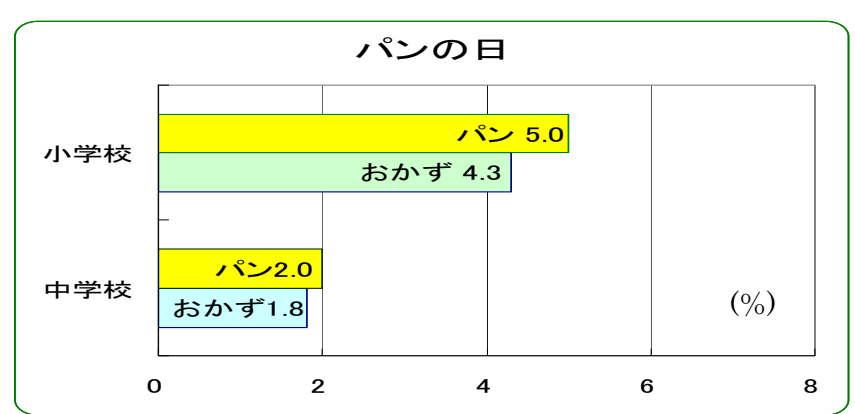 パンの日
小学校
パン 5.0
おかず 4.3
中学校
パン2.0
おかず1.8
(%)
0 2 4 6 8